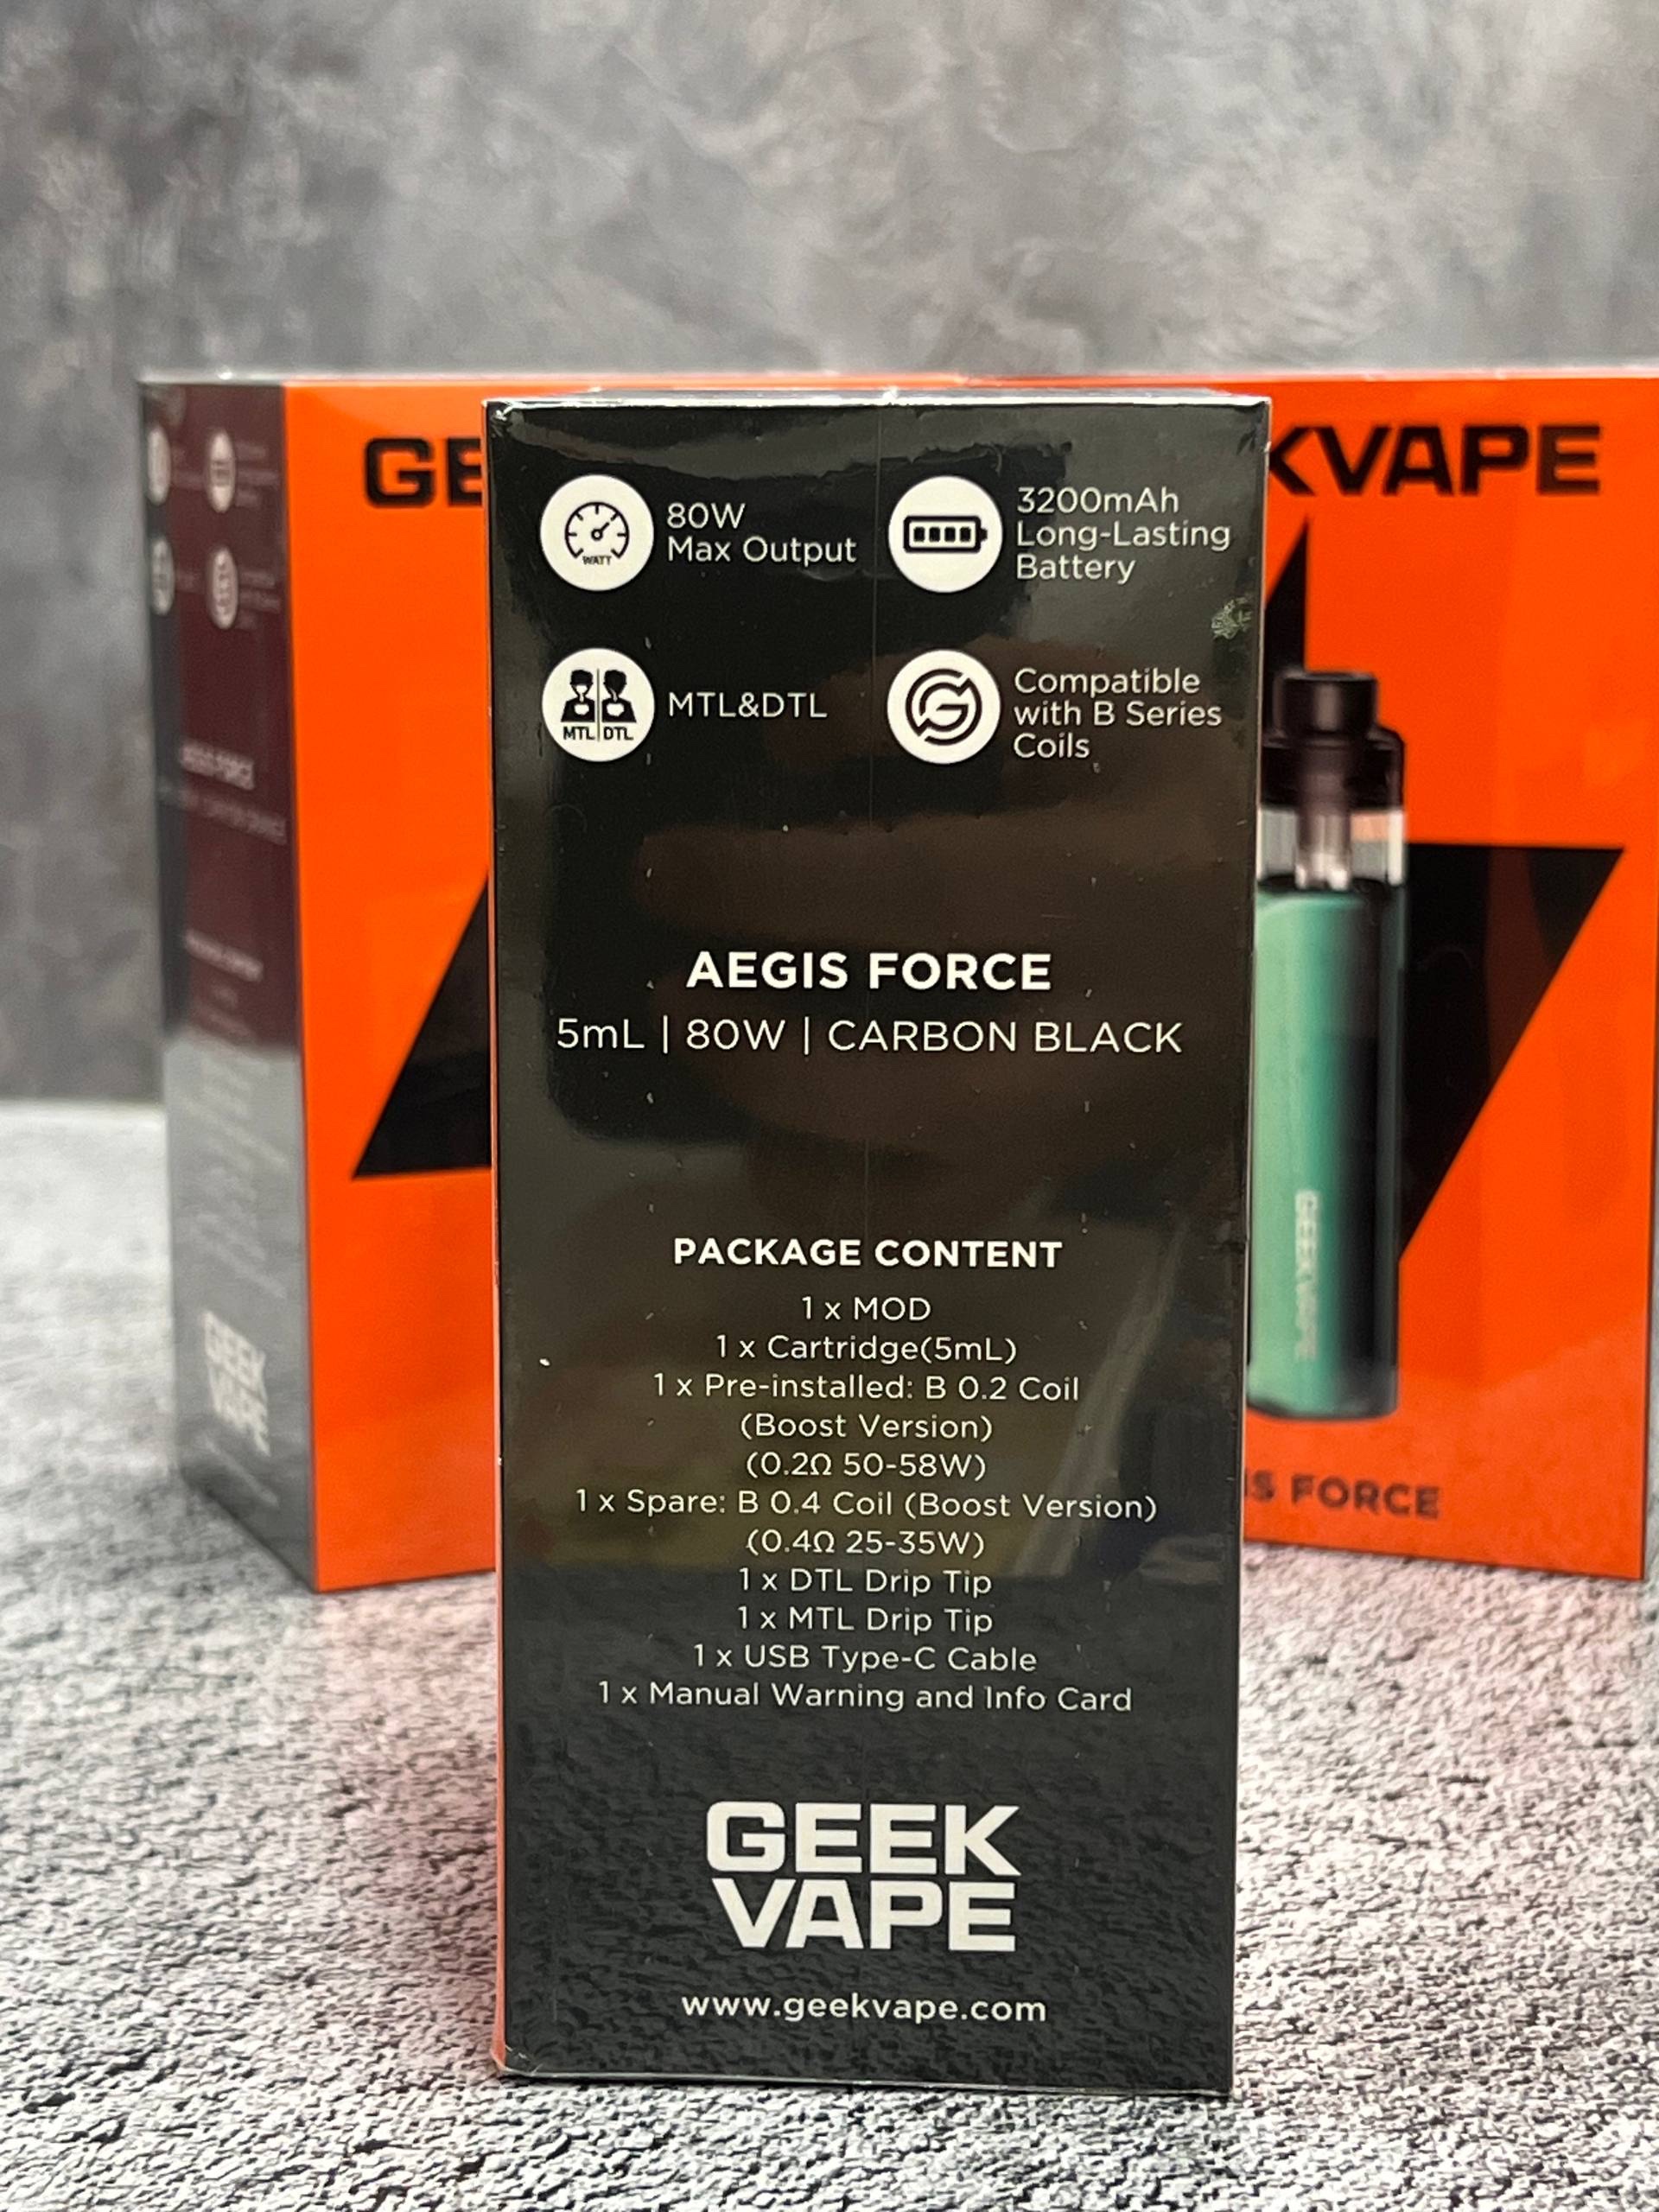 GE
KVAPE
80W
Max Output
WATT
3200mAh
Long-Lasting
Battery
MTL&DTL
MTL DTL
Compatible
with B Series
Coils
AEGIS FORCE
5mL | 80W | CARBON BLACK
PACKAGE CONTENT
1 x MOD
1 x Cartridge(5mL)
1 x Pre-installed: B 0.2 Coil
(Boost Version)
(0.2Ω 50-58W)
1 x Spare: B 0.4 Coil (Boost Version)
(0.4Ω 25-35W)
1 x DTL Drip Tip
1 x MTL Drip Tip
1 x USB Type-C Cable
1 x Manual Warning and Info Card
GEEK
VAPE
www.geekvape.com
GEEKVAPE
IS FORCE
GEEK
VAPE